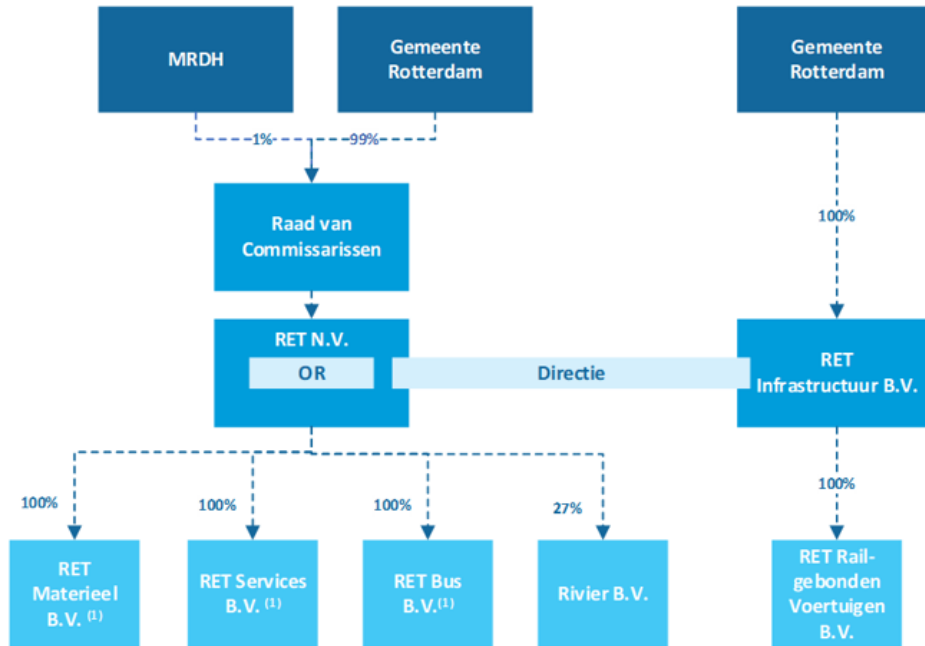 MRDH
Gemeente
Rotterdam
Gemeente
Rotterdam
1%
99%
Raad van
Commissarissen
100%
RET N.V.
OR
Directie
RET
Infrastructuur B.V.
100%
100%
100%
27%
100%
RET
Materieel
B.V. (1)
RET Services
B.V. (1)
RET Bus
B.V.(1)
Rivier B.V.
RET Rail-
gebonden
Voertuigen
B.V.